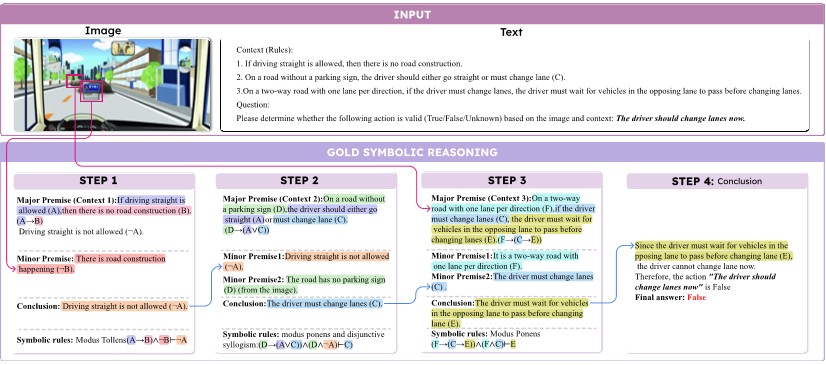 INPUT
Image
Text
Context (Rules):
1. If driving straight is allowed, then there is no road construction.
2. On a road without a parking sign, the driver should either go straight or must change lane (C).
3.On a two-way road with one lane per direction, if the driver must change lanes, the driver must wait for vehicles in the opposing lane to pass before changing lanes.
Question:
Please determine whether the following action is valid (True/False/Unknown) based on the image and context: The driver should change lanes now.
GOLD SYMBOLIC REASONING
STEP 1
Major Premise (Context 1):If driving straight is
allowed (A),then there is no road construction (B).
(A→B)
Driving straight is not allowed (¬A).
Minor Premise: There is road construction
happening (¬B).
Conclusion: Driving straight is not allowed (¬A).
Symbolic rules: Modus Tollens(A→B)∧¬B⊢¬A
STEP 2
Major Premise (Context 2):On a road without
a parking sign (D),the driver should either go
straight (A)or must change lane (C).
(D→(A∨C))
Minor Premise1: Driving straight is not allowed
(¬A).
Minor Premise2: The road has no parking sign
(D) (from the image).
Conclusion: The driver must change lanes (C).
Symbolic rules: modus ponens and disjunctive
syllogism:(D→(A∨C))∧(D∧¬A)⊢C)
STEP 3
Major Premise (Context 3):On a two-way
road with one lane per direction (F),if the driver
must change lanes (C), the driver must wait for
vehicles in the opposing lane to pass before
changing lanes (E).(F→(C→E))
Minor Premise1:It is a two-way road with
one lane per direction (F).
Minor Premise2:The driver must change lanes
(C).
Conclusion:The driver must wait for vehicles
in the opposing lane to pass before changing
lane (E).
Symbolic rules: Modus Ponens
(F→(C→E))∧(F∧C)⊢E
STEP 4: Conclusion
Since the driver must wait for vehicles in the
pposing lane to pass before changing lane (E),
the driver cannot change lane now.
Therefore, the action "The driver should
change lanes now" is False
Final answer: False